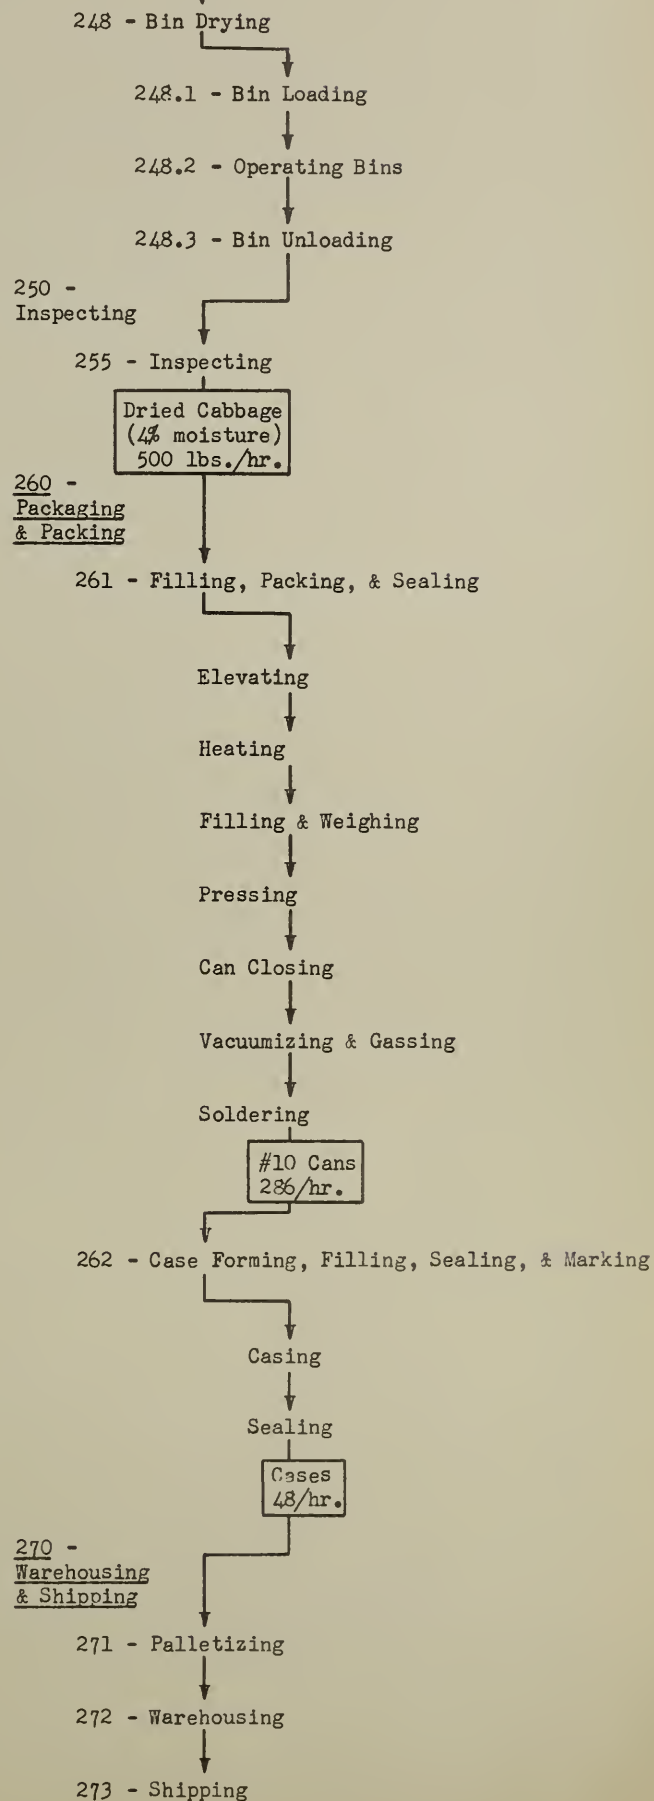 248 - Bin Drying
248.1 - Bin Loading
248.2 - Operating Bins
248.3 - Bin Unloading
250 -
Inspecting
255 - Inspecting
Dried Cabbage
(4% moisture)
500 lbs./hr.
260 -
Packaging
& Packing
261 - Filling, Packing, & Sealing
Elevating
Heating
Filling & Weighing
Pressing
Can Closing
Vacuumizing & Gassing
Soldering
#10 Cans
286/hr.
262 - Case Forming, Filling, Sealing, & Marking
Casing
Sealing
Cases
48/hr.
270 -
Warehousing
& Shipping
271 - Palletizing
272 - Warehousing
273 - Shipping